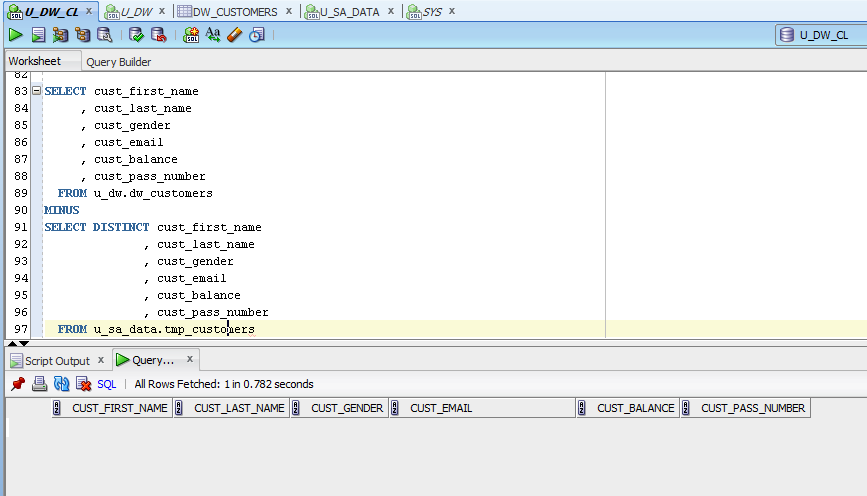 U_DW_CL x U_DW x DW_CUSTOMERS x U_SA_DATA x SYS x
U_DW_CL
Worksheet Query Builder
82
83 SELECT cust_first_name
84 , cust_last_name
85 , cust_gender
86 , cust_email
87 , cust_balance
88 , cust_pass_number
89 FROM u_dw.dw_customers
90 MINUS
91 SELECT DISTINCT cust_first_name
92 , cust_last_name
93 , cust_gender
94 , cust_email
95 , cust_balance
96 , cust_pass_number
97 FROM u_sa_data.tmp_customers
Script Output x Query... x
SQL | All Rows Fetched: 1 in 0.782 seconds
CUST_FIRST_NAME CUST_LAST_NAME CUST_GENDER CUST_EMAIL CUST_BALANCE CUST_PASS_NUMBER